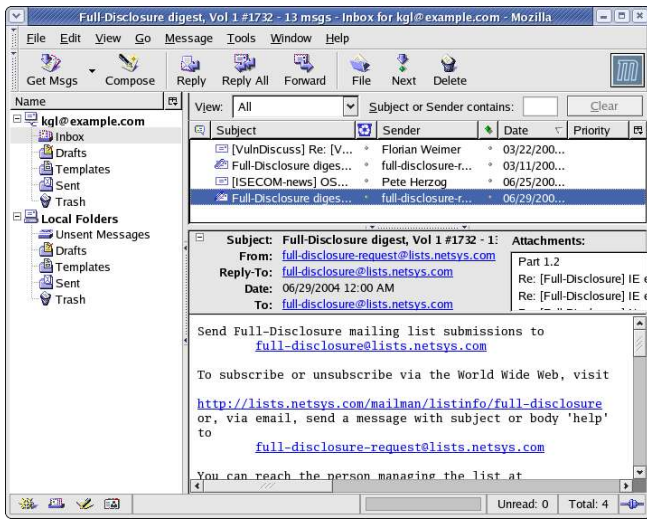 Full-Disclosure digest, Vol 1 #1732 - 13 msgs - Inbox for kgl@example.com - Mozilla
File Edit View Go Message Tools Window Help
Get Msgs Compose Reply Reply All Forward File Next Delete
Name
kgl@example.com
Inbox
Drafts
Templates
Sent
Trash
Local Folders
Unsent Messages
Drafts
Templates
Sent
Trash
View: All Subject or Sender contains: Clear
Subject Sender Date Priority
[VulnDiscuss] Re: [V... Florian Weimer 03/22/200...
Full-Disclosure diges... full-disclosure-r... 03/11/200...
[ISECOM-news] OS... Pete Herzog 06/25/200...
Full-Disclosure diges... full-disclosure-r... 06/29/200...
Subject: Full-Disclosure digest, Vol 1 #1732 - 13
From: full-disclosure-request@lists.netsys.com
Reply-To: full-disclosure@lists.netsys.com
Date: 06/29/2004 12:00 AM
To: full-disclosure@lists.netsys.com
Attachments:
Part 1.2
Re: [Full-Disclosure] IE e
Re: [Full-Disclosure] IE e
Send Full-Disclosure mailing list submissions to
full-disclosure@lists.netsys.com
To subscribe or unsubscribe via the World Wide Web, visit
http://lists.netsys.com/mailman/listinfo/full-disclosure
or, via email, send a message with subject or body 'help'
to
full-disclosure-request@lists.netsys.com
You can reach the person managing the list at
Unread: 0 Total: 4